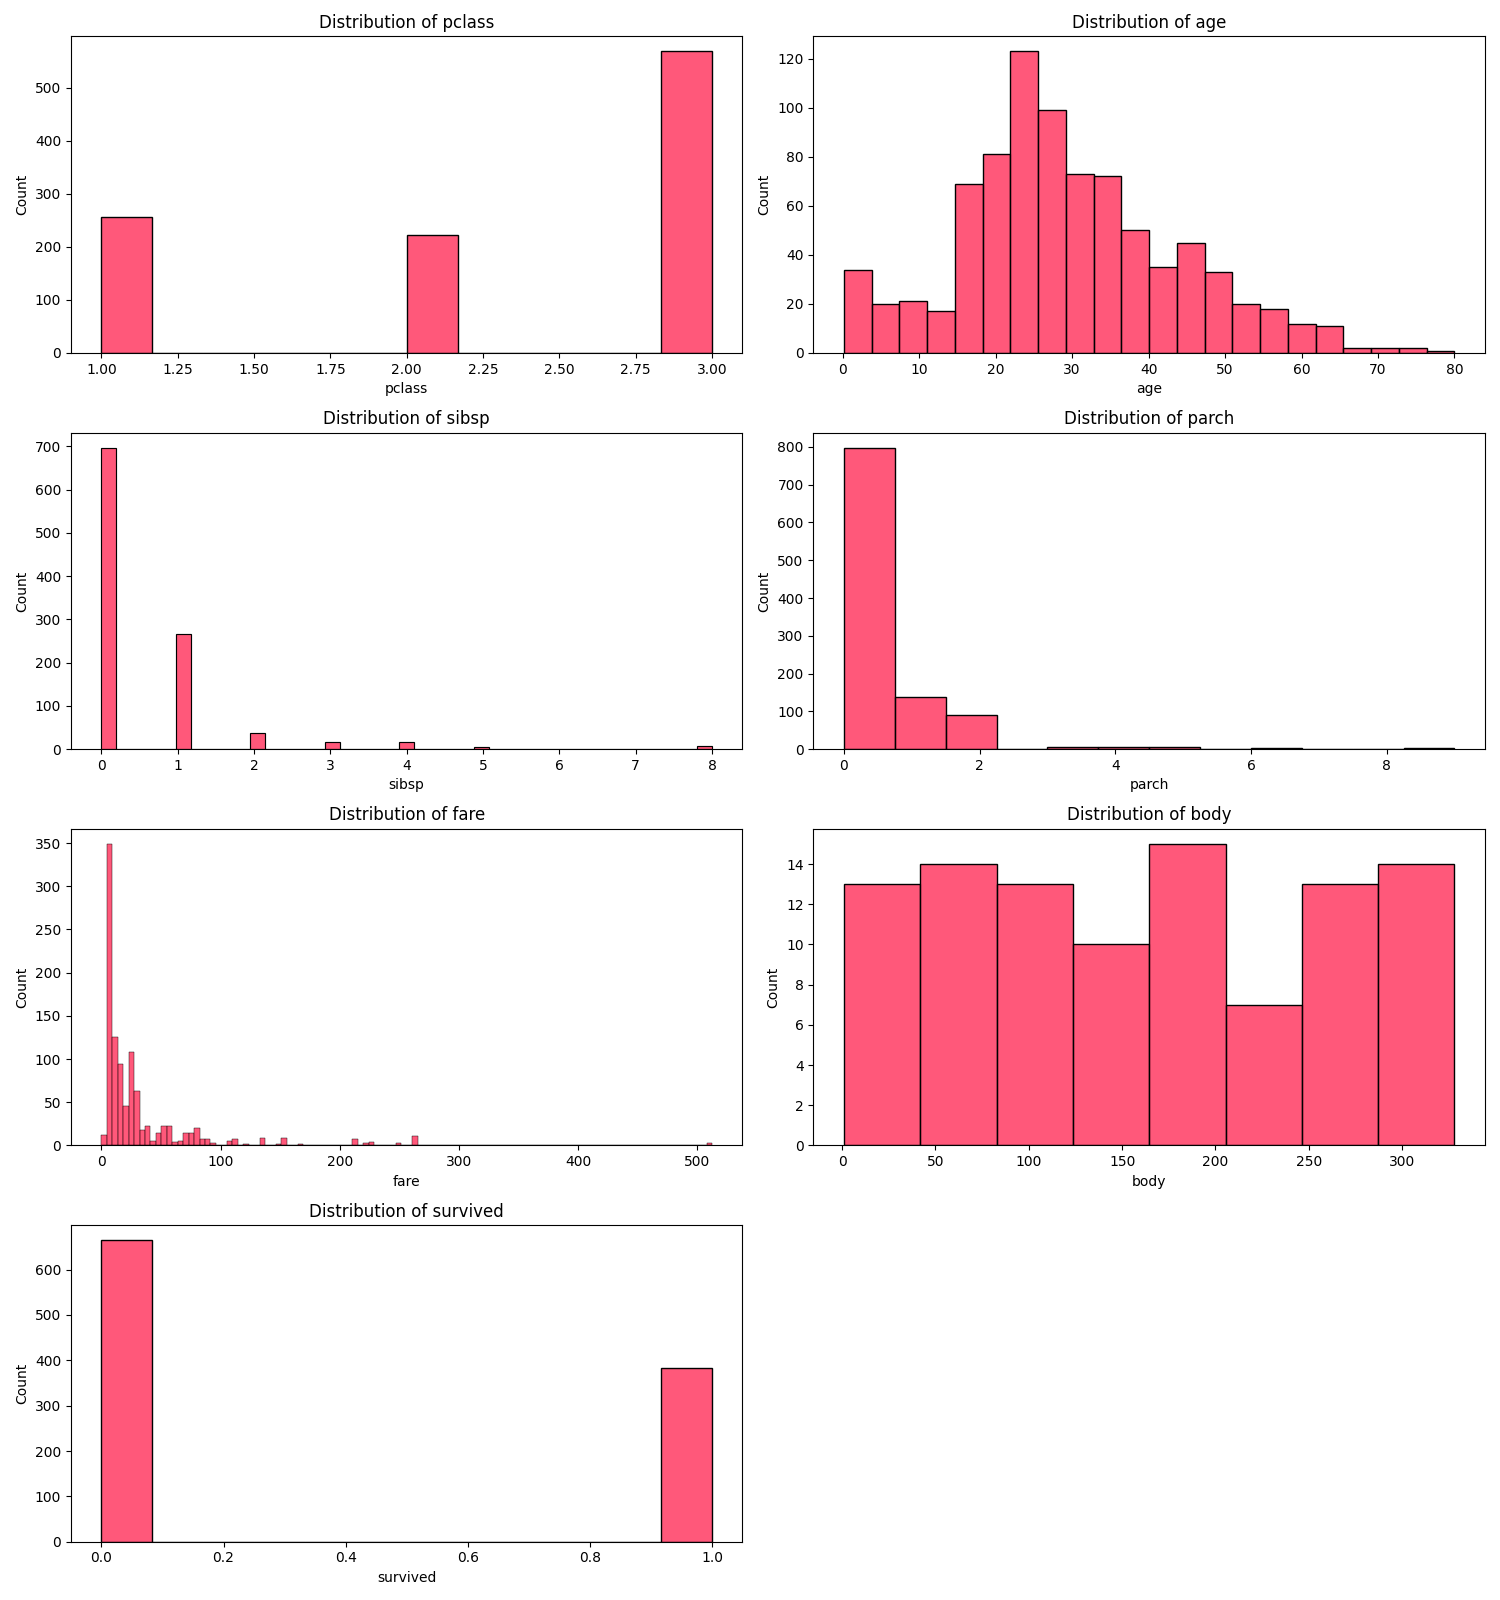 Distribution of pclass
500
400
300
200
100
0
Count
1.00 1.25 1.50 1.75 2.00 2.25 2.50 2.75 3.00
pclass
Distribution of age
120
100
80
60
40
20
0
Count
0 10 20 30 40 50 60 70 80
age
Distribution of sibsp
700
600
500
400
300
200
100
0
Count
0 1 2 3 4 5 6 7 8
sibsp
Distribution of parch
800
700
600
500
400
300
200
100
0
Count
0 2 4 6 8
parch
Distribution of fare
350
300
250
200
150
100
50
0
Count
0 100 200 300 400 500
fare
Distribution of body
14
12
10
8
6
4
2
0
Count
0 50 100 150 200 250 300
body
Distribution of survived
600
500
400
300
200
100
0
Count
0.0 0.2 0.4 0.6 0.8 1.0
survived